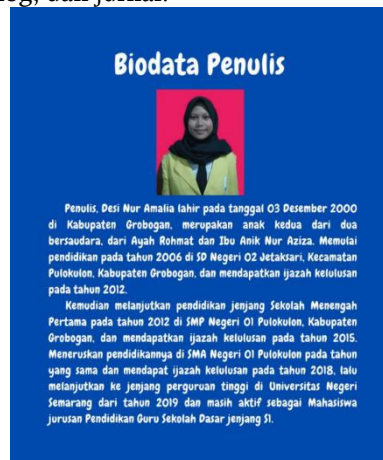 dan jurnal.
Biodata Penulis
Penulis, Desi Nur Amalia lahir pada tanggal 03 Desember 2000
di Kabupaten Grobogan, merupakan anak kedua dari dua
bersaudara, dari Ayah Rohmat dan Ibu Anik Nur Aziza. Memulai
pendidikan pada tahun 2006 di SD Negeri 02 Jetaksari, Kecamatan
Pulokulon, Kabupaten Grobogan, dan mendapatkan ijazah kelulusan
pada tahun 2012.
Kemudian melanjutkan pendidikan jenjang Sekolah Menengah
Pertama pada tahun 2012 di SMP Negeri 01 Pulokulon, Kabupaten
Grobogan, dan mendapatkan ijazah kelulusan pada tahun 2015.
Meneruskan pendidikannya di SMA Negeri 01 Pulokulon pada tahun
yang sama dan mendapat ijazah kelulusan pada tahun 2018, lalu
melanjutkan ke jenjang perguruan tinggi di Universitas Negeri
Semarang dari tahun 2019 dan masih aktif sebagai Mahasiswa
jurusan Pendidikan Guru Sekolah Dasar jenjang S1.